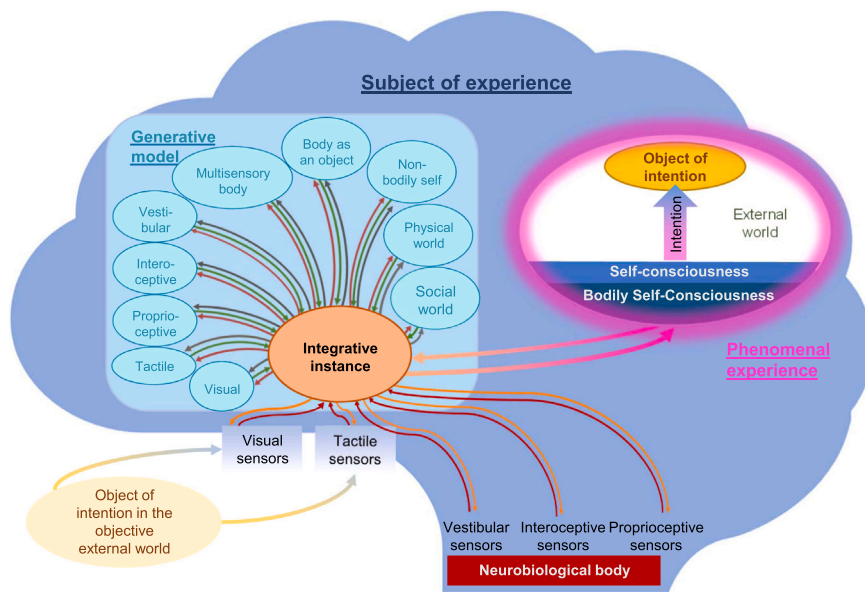 Subject of experience
Generative
model
Body as
an object
Non-
bodily self
Multisensory
body
Vesti-
bular
Physical
world
Intero-
ceptive
Social
world
Proprio-
ceptive
Tactile
Visual
Integrative
instance
Object of
intention
Intention
External
world
Self-consciousness
Bodily Self-Consciousness
Phenomenal
experience
Visual
sensors
Tactile
sensors
Object of
intention in the
objective
external world
Vestibular
sensors
Interoceptive
sensors
Proprioceptive
sensors
Neurobiological body